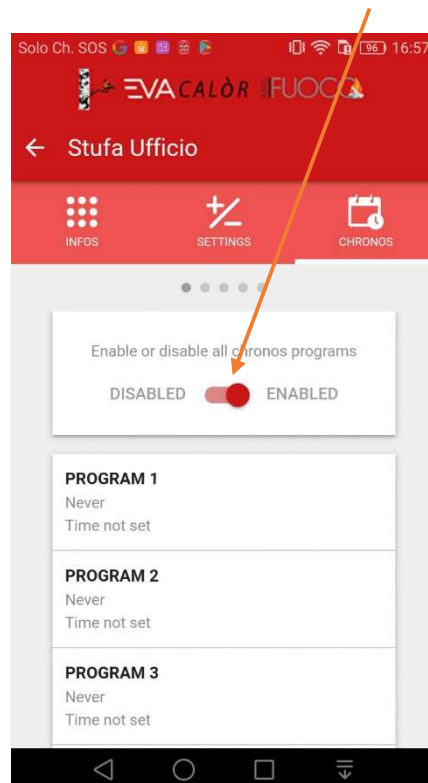 Solo Ch. SOS 96 16:57
EVA CALÒR FUOCO
Stufa Ufficio
INFOS SETTINGS CHRONOS
Enable or disable all chronos programs
DISABLED ENABLED
PROGRAM 1
Never
Time not set
PROGRAM 2
Never
Time not set
PROGRAM 3
Never
Time not set